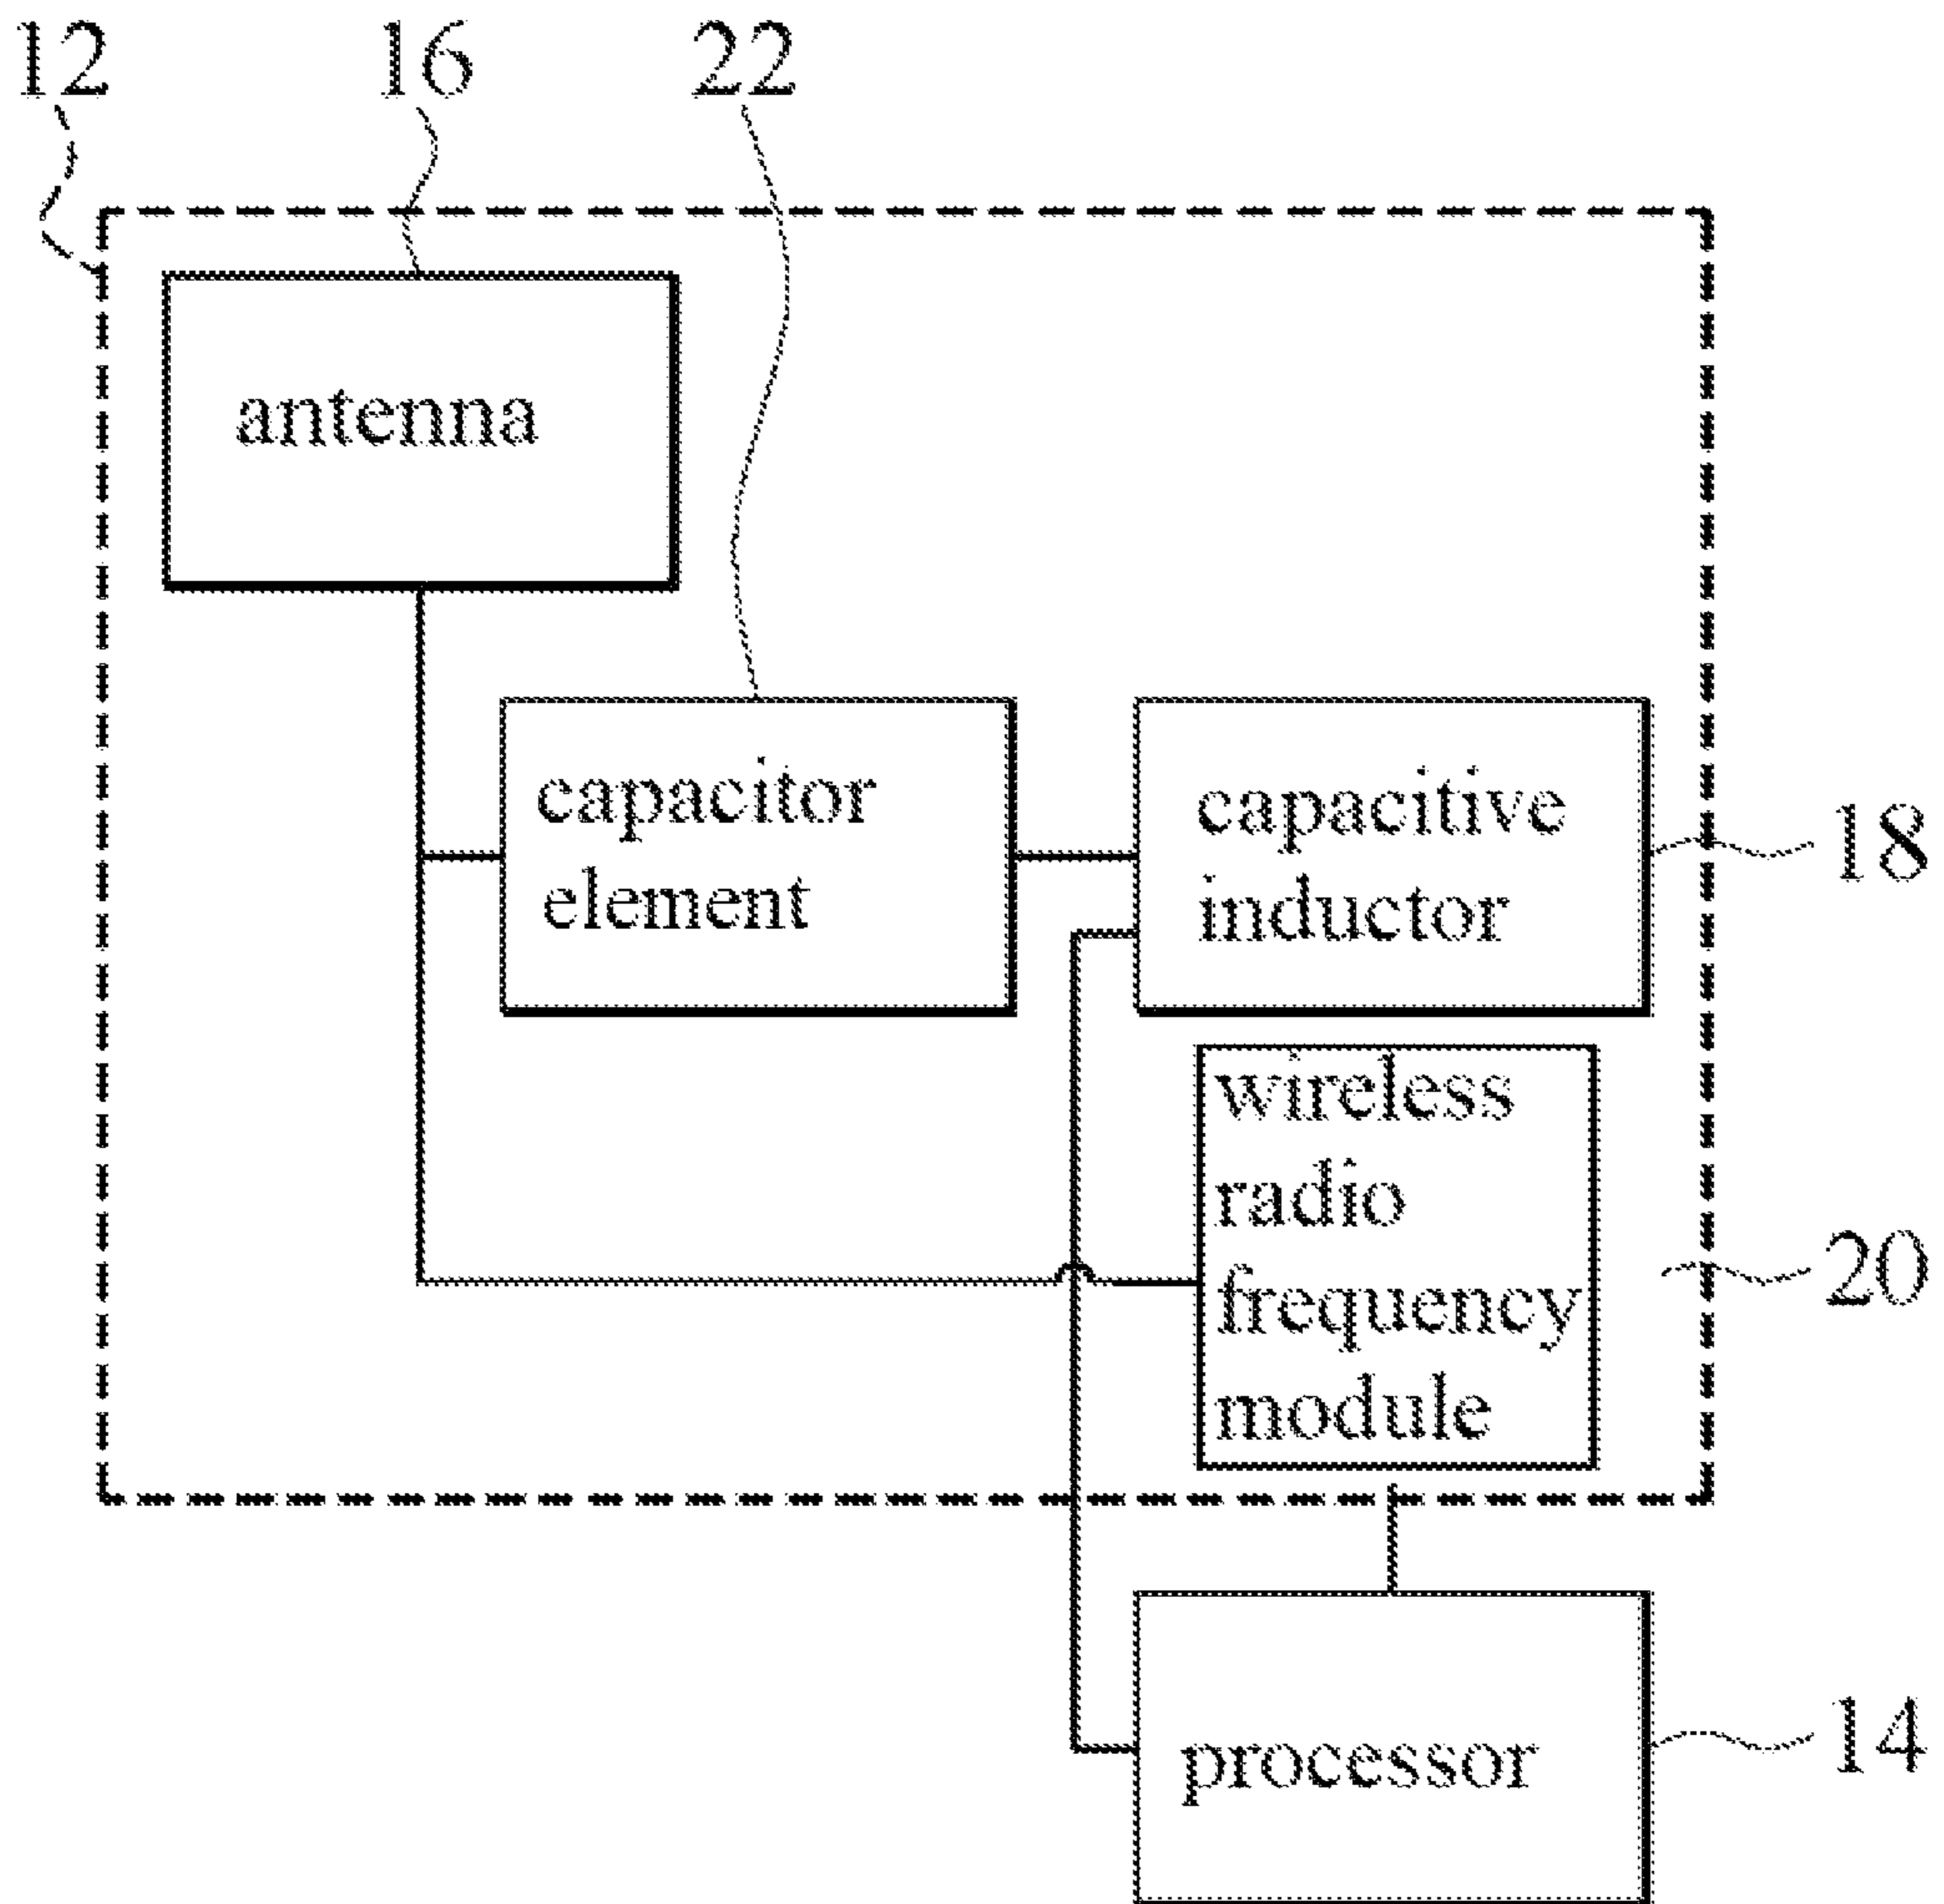 12 16 22
antenna
capacitor
element
capacitive
inductor
18
wireless
radio
frequency
module
20
processor
14